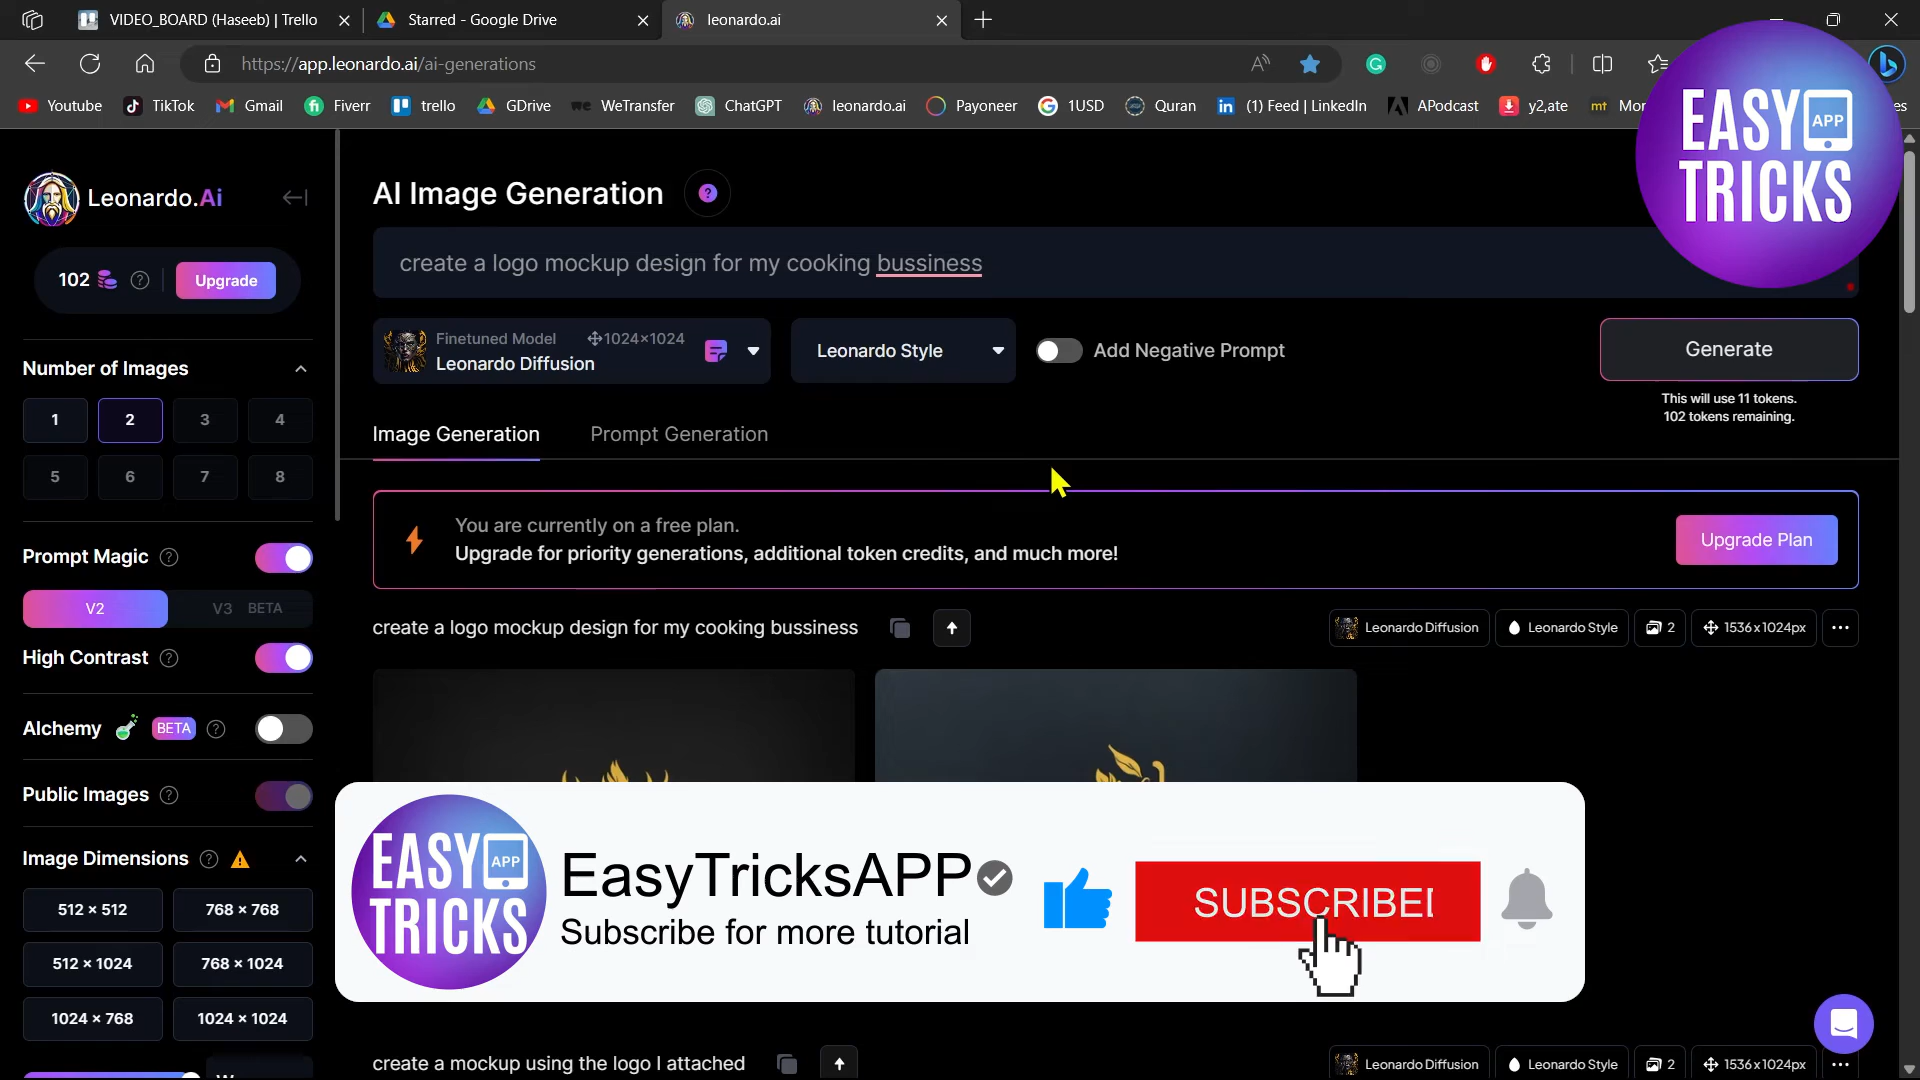 VIDEO_BOARD (Haseeb) | Trello
Starred - Google Drive
leonardo.ai
https://app.leonardo.ai/ai-generations
Youtube
TikTok
Gmail
Fiverr
trello
GDrive
WeTransfer
ChatGPT
leonardo.ai
Payoneer
1USD
Quran
(1) Feed | LinkedIn
APodcast
y2,ate
EASY
APP
TRICKS
Leonardo.Ai
102
Upgrade
AI Image Generation
create a logo mockup design for my cooking bussiness
Finetuned Model
1024×1024
Leonardo Diffusion
Leonardo Style
Add Negative Prompt
Generate
This will use 11 tokens.
102 tokens remaining.
Number of Images
1 2 3 4
5 6 7 8
Image Generation
Prompt Generation
You are currently on a free plan.
Upgrade for priority generations, additional token credits, and much more!
Upgrade Plan
Prompt Magic
V2
V3 BETA
High Contrast
Alchemy
BETA
Public Images
Image Dimensions
512 × 512
768 × 768
512 × 1024
768 × 1024
1024 × 768
1024 × 1024
create a logo mockup design for my cooking bussiness
Leonardo Diffusion
Leonardo Style
2
1536 x 1024px
EASY
APP
TRICKS
EasyTricksAPP
Subscribe for more tutorial
SUBSCRIBED
create a mockup using the logo I attached
Leonardo Diffusion
Leonardo Style
2
1536 x 1024px